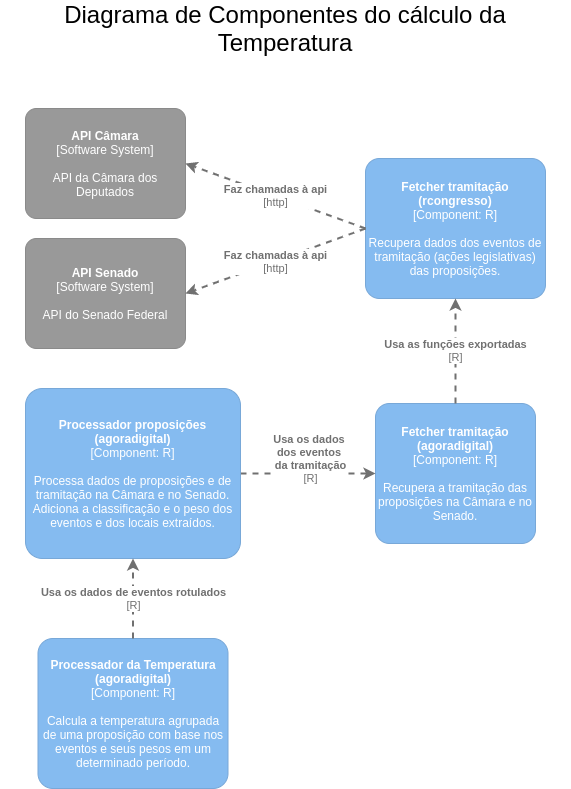 Diagrama de Componentes do cálculo da
Temperatura
API Câmara
[Software System]
API da Câmara dos
Deputados
Faz chamadas à api
[http]
Fetcher tramitação
(rcongresso)
[Component: R]
Recupera dados dos eventos de
tramitação (ações legislativas)
das proposições.
API Senado
[Software System]
API do Senado Federal
Faz chamadas à api
[http]
Usa as funções exportadas
[R]
Processador proposições
(agoradigital)
[Component: R]
Processa dados de proposições e de
tramitação na Câmara e no Senado.
Adiciona a classificação e o peso dos
eventos e dos locais extraídos.
Usa os dados
dos eventos
da tramitação
[R]
Fetcher tramitação
(agoradigital)
[Component: R]
Recupera a tramitação das
proposições na Câmara e no
Senado.
Usa os dados de eventos rotulados
[R]
Processador da Temperatura
(agoradigital)
[Component: R]
Calcula a temperatura agrupada
de uma proposição com base nos
eventos e seus pesos em um
determinado período.